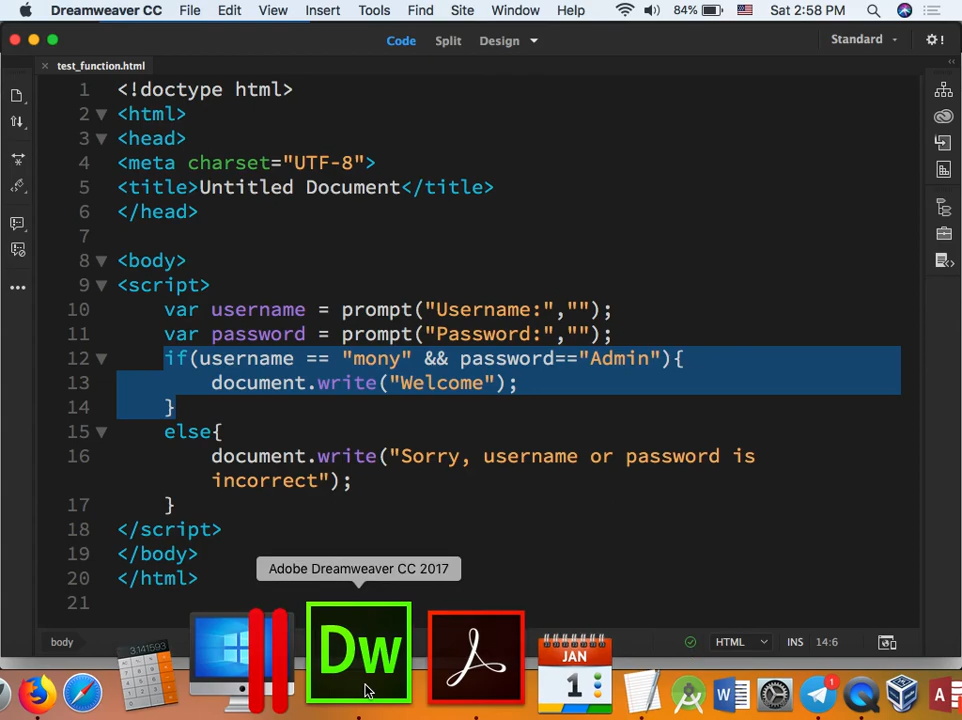 Dreamweaver CC File Edit View Insert Tools Find Site Window Help 84% Sat 2:58 PM
Code Split Design Standard
test_function.html
1 <!doctype html>
2 <html>
3 <head>
4 <meta charset="UTF-8">
5 <title>Untitled Document</title>
6 </head>
7
8 <body>
9 <script>
10 var username = prompt("Username:","");
11 var password = prompt("Password:","");
12 if(username == "mony" && password=="Admin"){
13 document.write("Welcome");
14 }
15 else{
16 document.write("Sorry, username or password is
incorrect");
17 }
18 </script>
19 </body>
20 </html>
21
Adobe Dreamweaver CC 2017
body HTML INS 14:6
3.141593
Dw
JAN
1
W
1
A